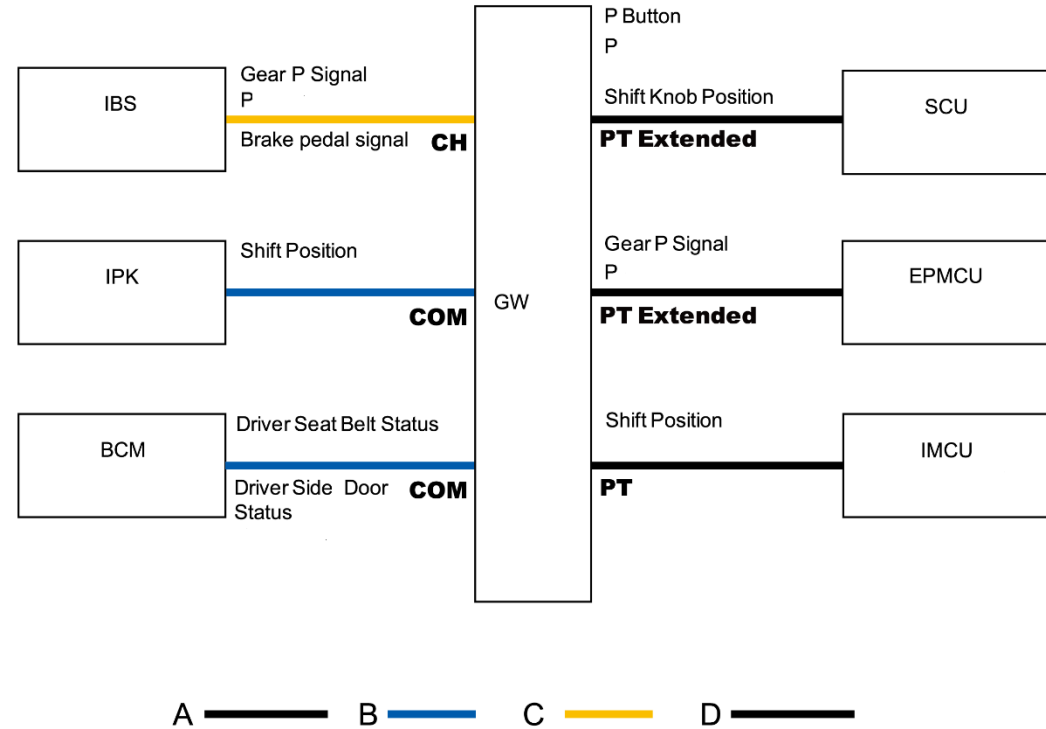 P Button
P
Gear P Signal
P
IBS
Shift Knob Position
SCU
Brake pedal signal
CH
PT Extended
Shift Position
Gear P Signal
P
IPK
EPMCU
GW
COM
PT Extended
Driver Seat Belt Status
Shift Position
BCM
IMCU
Driver Side Door
Status
COM
PT
A
B
C
D